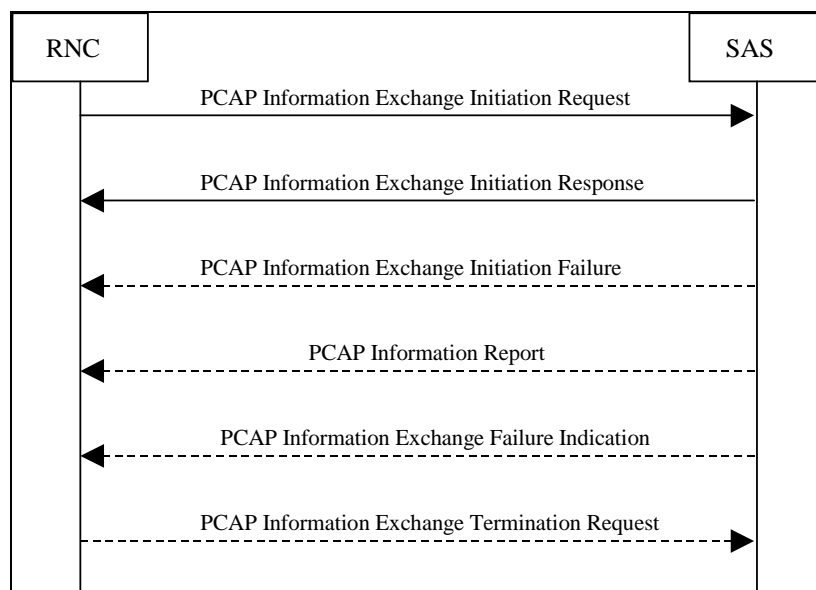 RNC
SAS
PCAP Information Exchange Initiation Request
PCAP Information Exchange Initiation Response
PCAP Information Exchange Initiation Failure
PCAP Information Report
PCAP Information Exchange Failure Indication
PCAP Information Exchange Termination Request